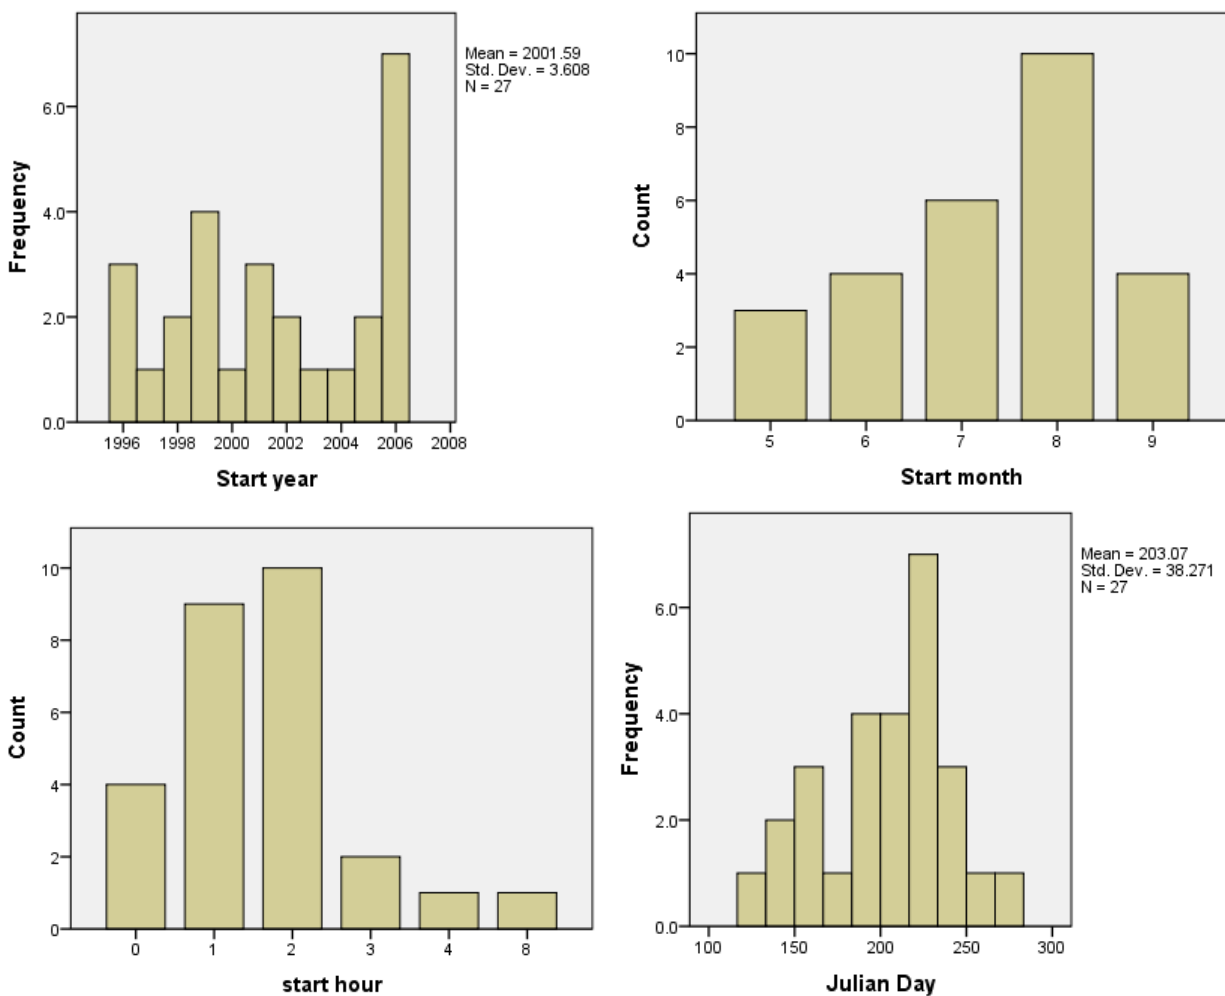 Mean = 2001.59
Std. Dev. = 3.608
N = 27
6.0
4.0
2.0
0.0
Frequency
1996 1998 2000 2002 2004 2006 2008
Start year
10
8
6
4
2
0
Count
5 6 7 8 9
Start month
10
8
6
4
2
0
Count
0 1 2 3 4 8
start hour
Mean = 203.07
Std. Dev. = 38.271
N = 27
6.0
4.0
2.0
0.0
Frequency
100 150 200 250 300
Julian Day